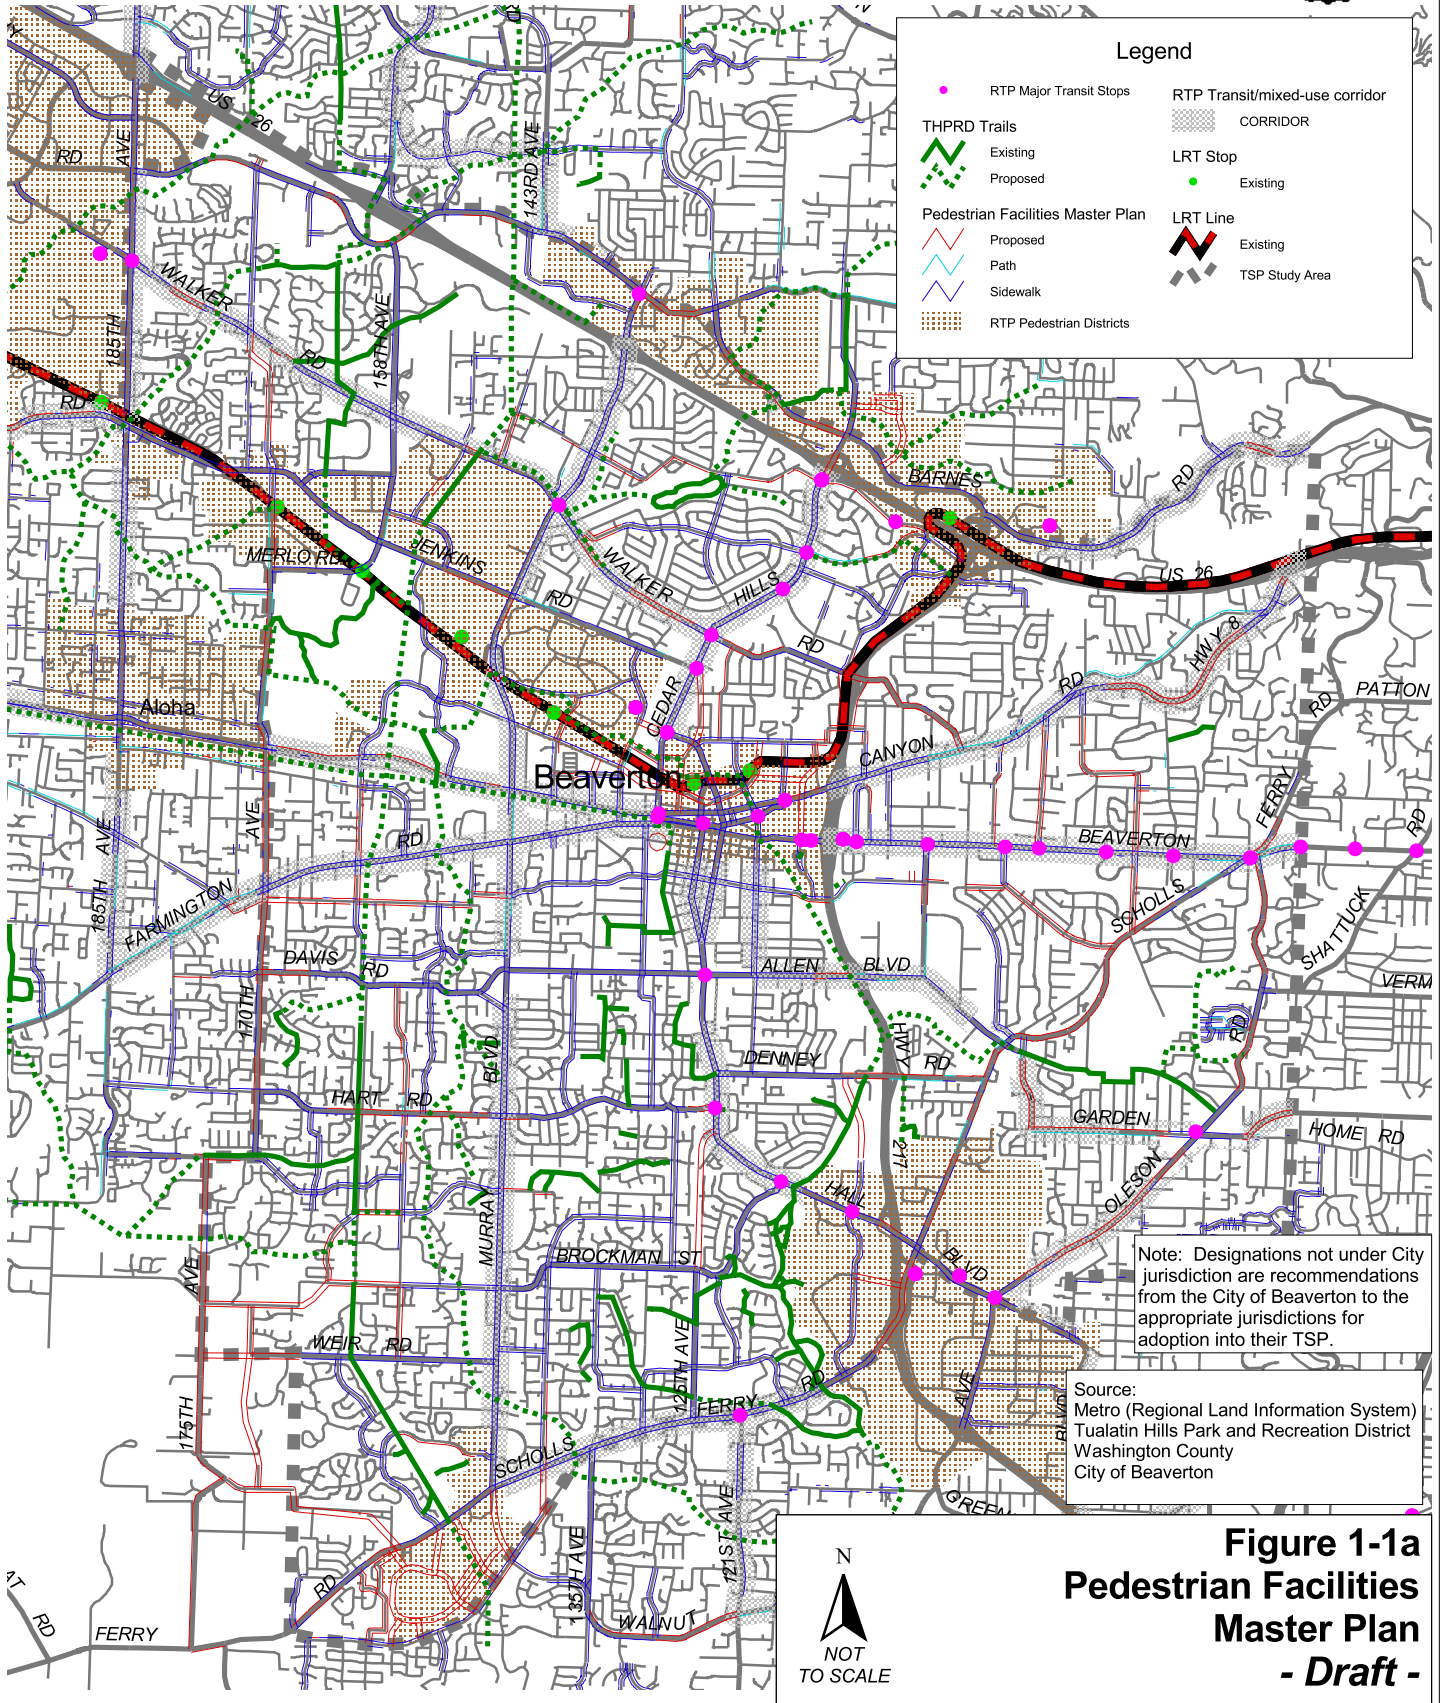 Legend
RTP Major Transit Stops
THPRD Trails
Existing
Proposed
Pedestrian Facilities Master Plan
Proposed
Path
Sidewalk
RTP Pedestrian Districts
RTP Transit/mixed-use corridor
CORRIDOR
LRT Stop
Existing
LRT Line
Existing
TSP Study Area
US 26
143RD AVE
RD
AVE
WALKER
RD
185TH
158TH AVE
RD
BARNES
RD
MERLO RD
JENKINS
RD
WALKER
RD
HILLS
CEDAR
US 26
HWY 8
RD
CANYON
PATTON
RD
Aloha
Beaverton
AVE
185TH
AVE
RD
FARMINGTON
BEAVERTON
FERRY
RD
SCHOLLS
SHATTUCK
VERM
DAVIS
RD
170TH
ALLEN
BLVD
BLVD
DENNEY
RD
HWY
217
RD
HART
RD
GARDEN
HOME RD
OLESON
HALL
BLVD
MURRAY
BROCKMAN ST
AVE
175TH
WEIR RD
125TH AVE
FERRY
RD
SCHOLLS
AVE
BLVD
121ST AVE
135TH AVE
WALNUT
RD
FERRY
RD
Note: Designations not under City
jurisdiction are recommendations
from the City of Beaverton to the
appropriate jurisdictions for
adoption into their TSP.
Source:
Metro (Regional Land Information System)
Tualatin Hills Park and Recreation District
Washington County
City of Beaverton
N
NOT
TO SCALE
Figure 1-1a
Pedestrian Facilities
Master Plan
- Draft -